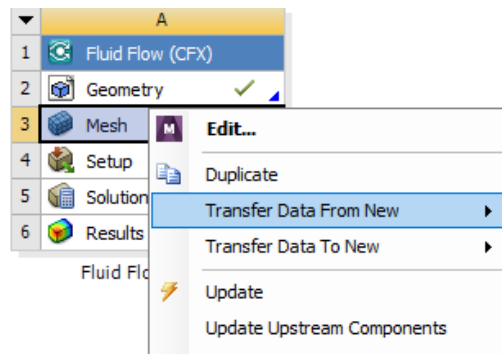 A
1 Fluid Flow (CFX)
2 Geometry
3 Mesh
4 Setup
5 Solution
6 Results
Fluid Flo
M Edit...
Duplicate
Transfer Data From New
Transfer Data To New
Update
Update Upstream Components